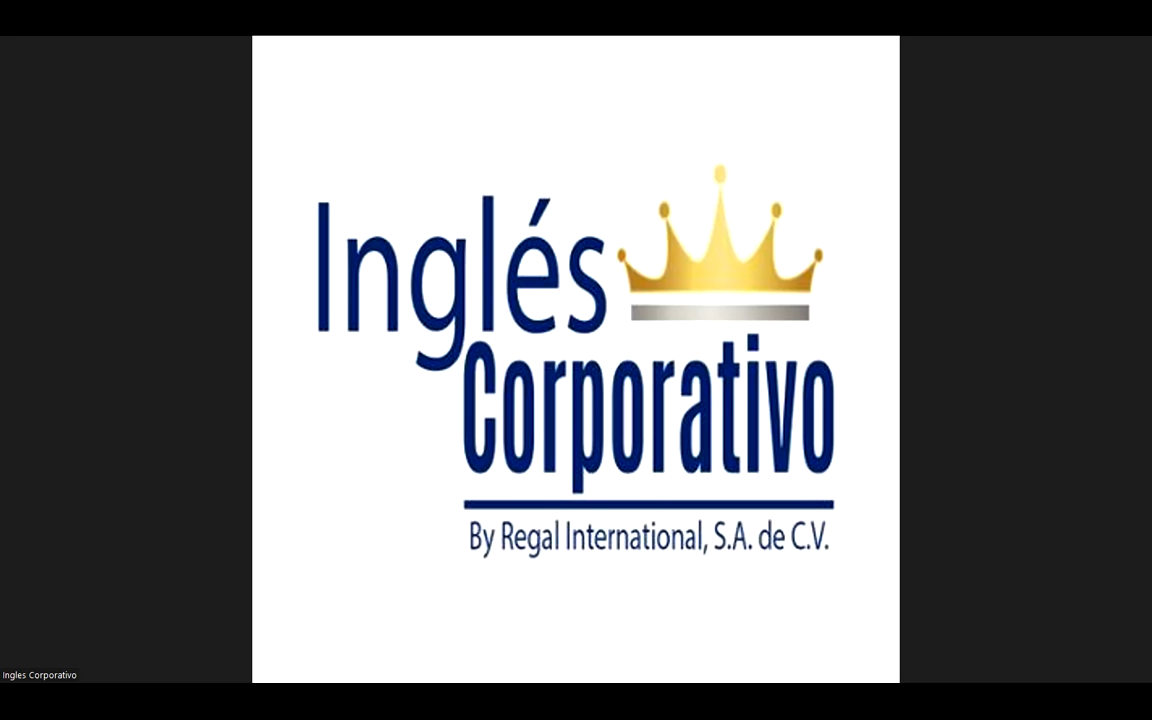 Inglés
Corporativo
By Regal International, S.A. de C.V.
Ingles Corporativo